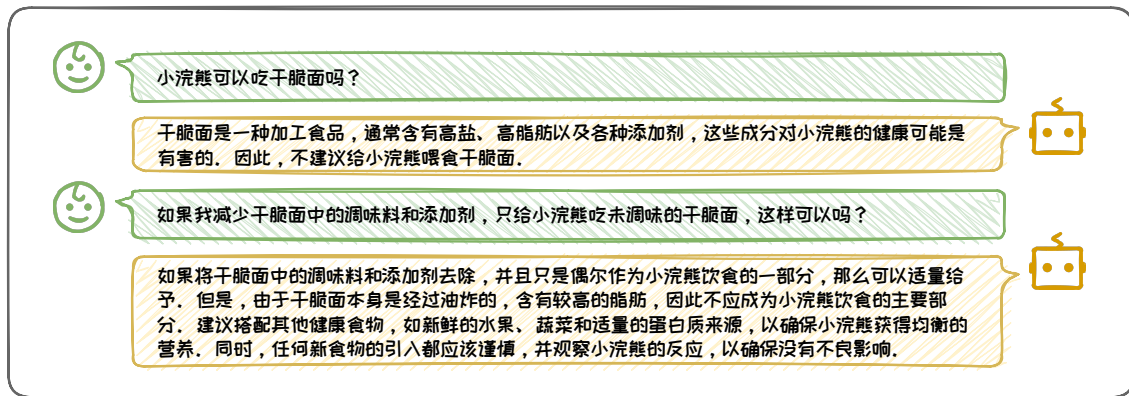 小浣熊可以吃干脆面吗？
干脆面是一种加工食品，通常含有高盐、高脂肪以及各种添加剂，这些成分对小浣熊的健康可能是
有害的．因此，不建议给小浣熊喂食干脆面．
如果我减少干脆面中的调味料和添加剂，只给小浣熊吃未调味的干脆面，这样可以吗？
如果将干脆面中的调味料和添加剂去除，并且只是偶尔作为小浣熊饮食的一部分，那么可以适量给
予．但是，由于干脆面本身是经过油炸的，含有较高的脂肪，因此不应成为小浣熊饮食的主要部
分．建议搭配其他健康食物，如新鲜的水果、蔬菜和适量的蛋白质来源，以确保小浣熊获得均衡的
营养．同时，任何新食物的引入都应该谨慎，并观察小浣熊的反应，以确保没有不良影响．